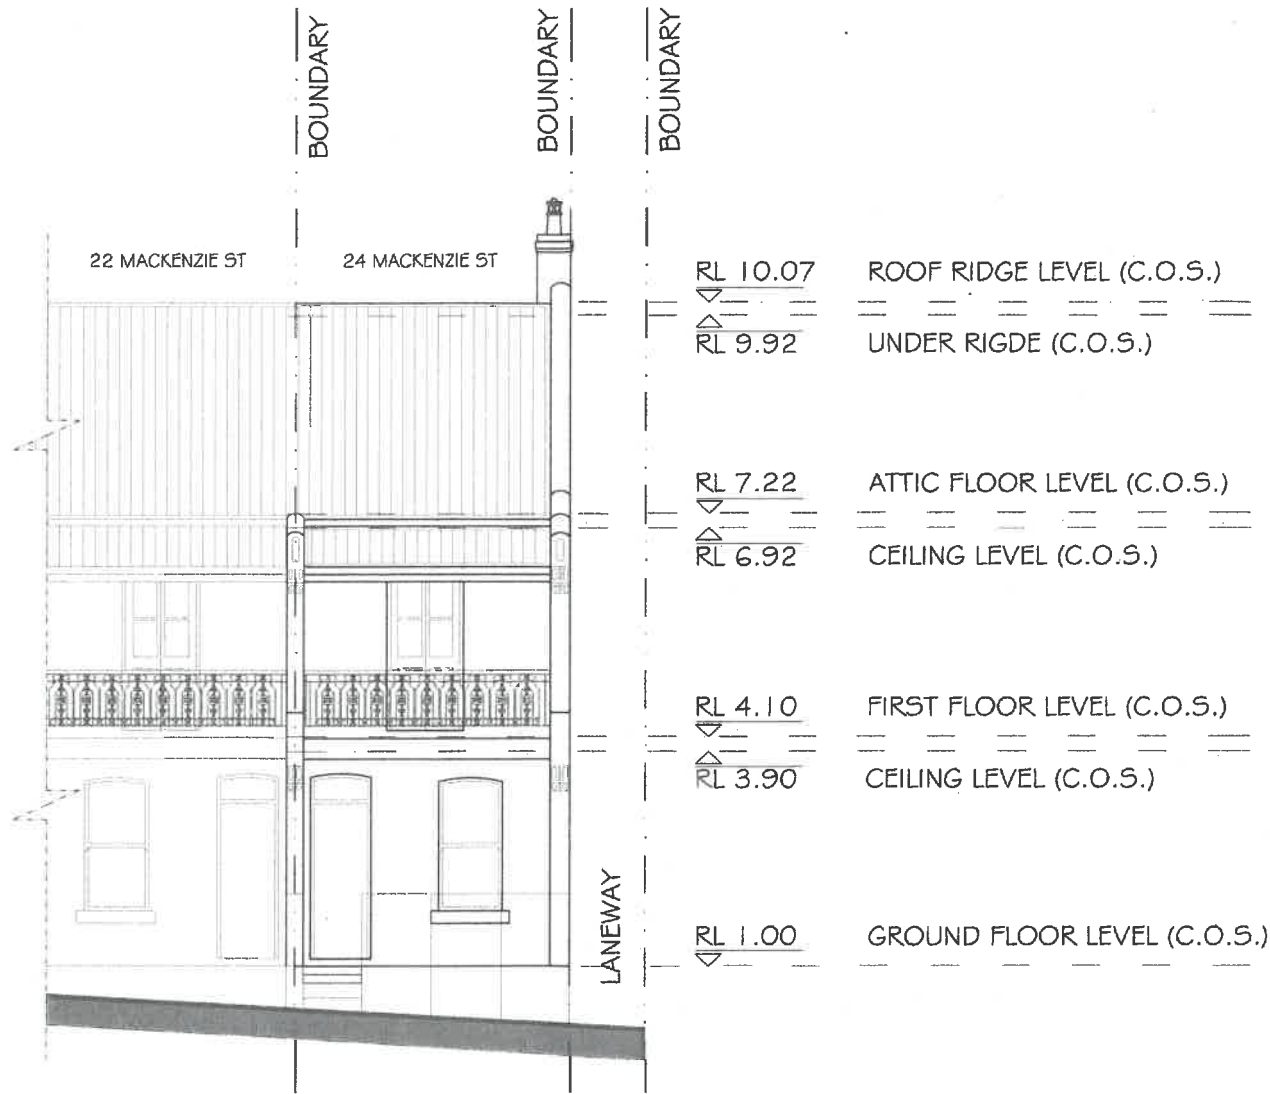 BOUNDARY
BOUNDARY
BOUNDARY
22 MACKENZIE ST
24 MACKENZIE ST
RL 10.07 ROOF RIDGE LEVEL (C.O.S.)
RL 9.92 UNDER RIGDE (C.O.S.)
RL 7.22 ATTIC FLOOR LEVEL (C.O.S.)
RL 6.92 CEILING LEVEL (C.O.S.)
RL 4.10 FIRST FLOOR LEVEL (C.O.S.)
RL 3.90 CEILING LEVEL (C.O.S.)
LANEWAY
RL 1.00 GROUND FLOOR LEVEL (C.O.S.)